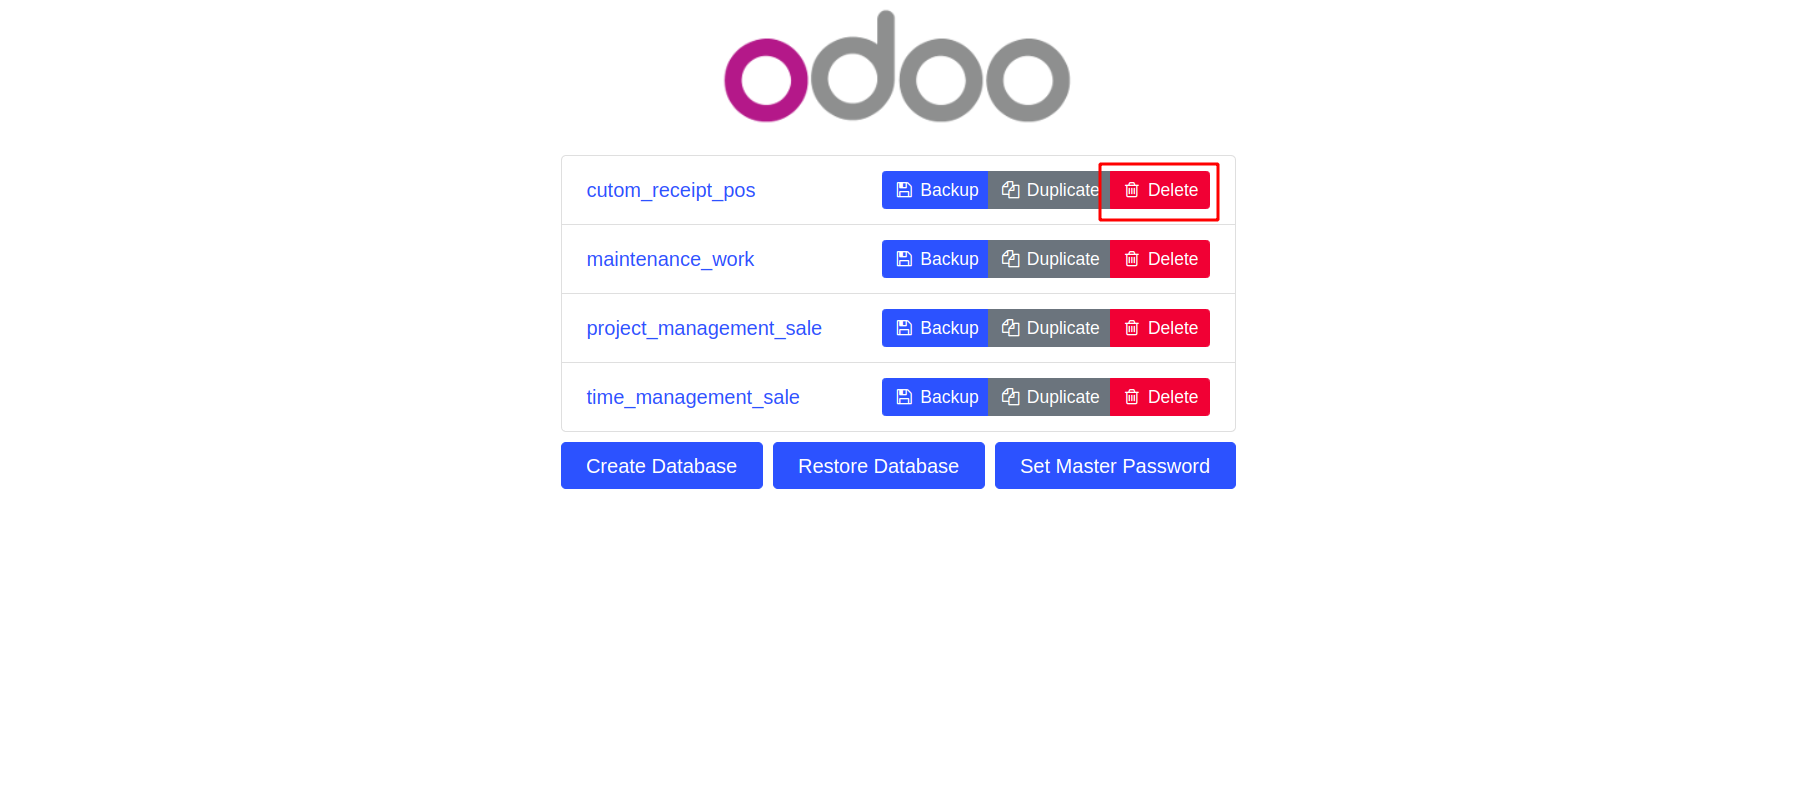 odoo
cutom_receipt_pos Backup Duplicate Delete
maintenance_work Backup Duplicate Delete
project_management_sale Backup Duplicate Delete
time_management_sale Backup Duplicate Delete
Create Database Restore Database Set Master Password